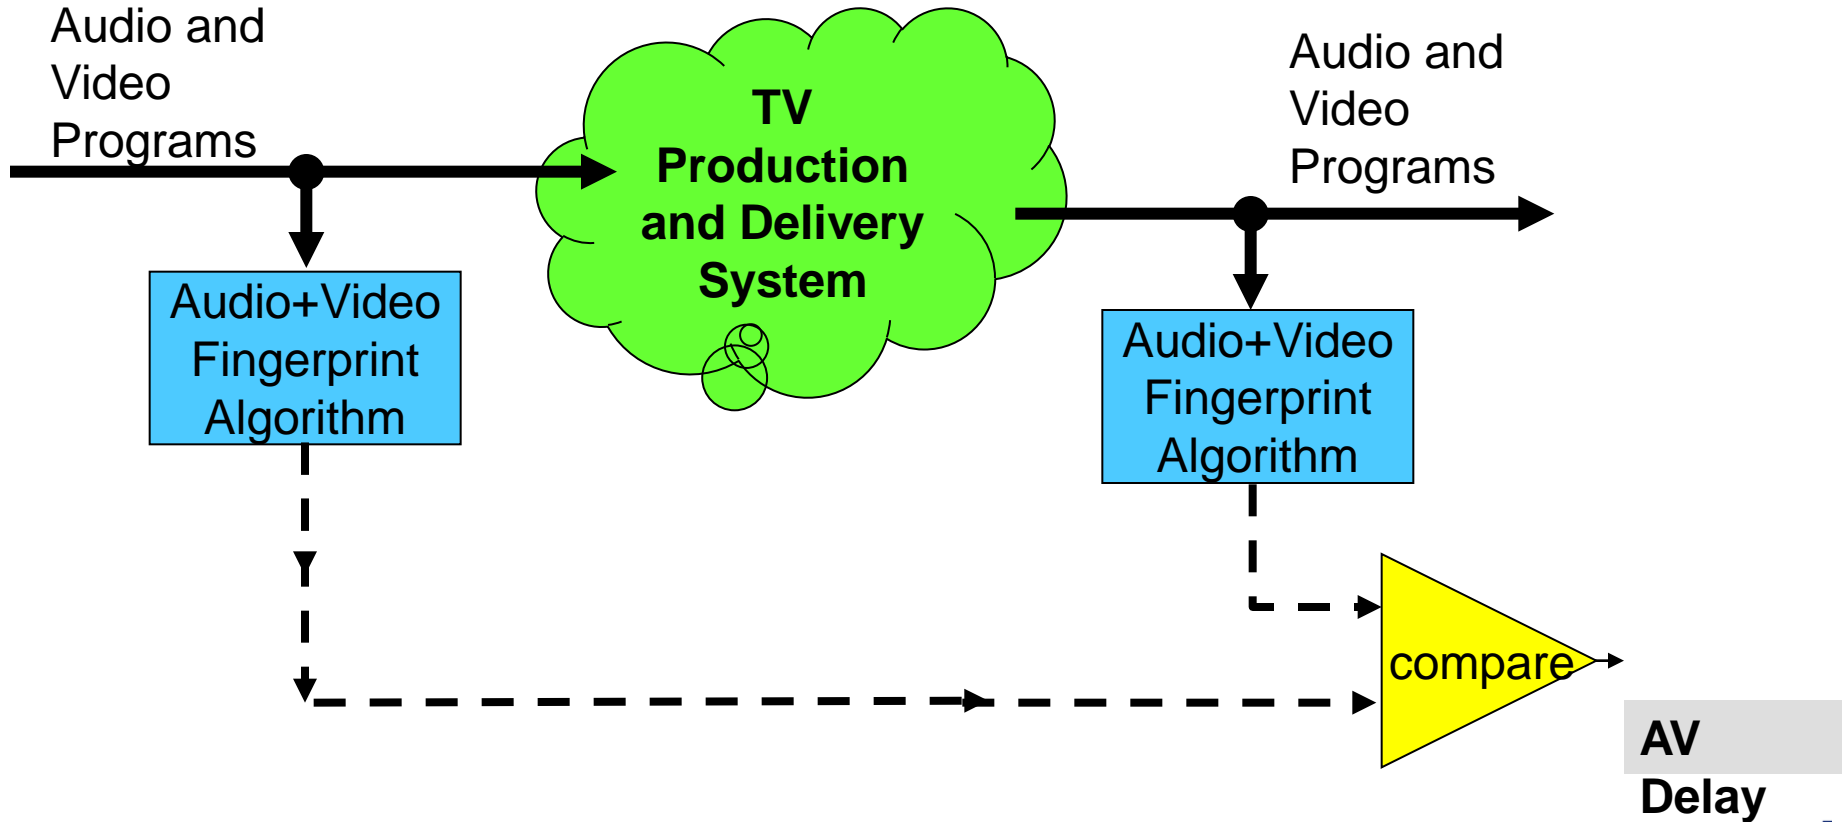 Audio and
Video
Programs
TV
Production
and Delivery
System
Audio and
Video
Programs
Audio+Video
Fingerprint
Algorithm
Audio+Video
Fingerprint
Algorithm
compare
AV
Delay